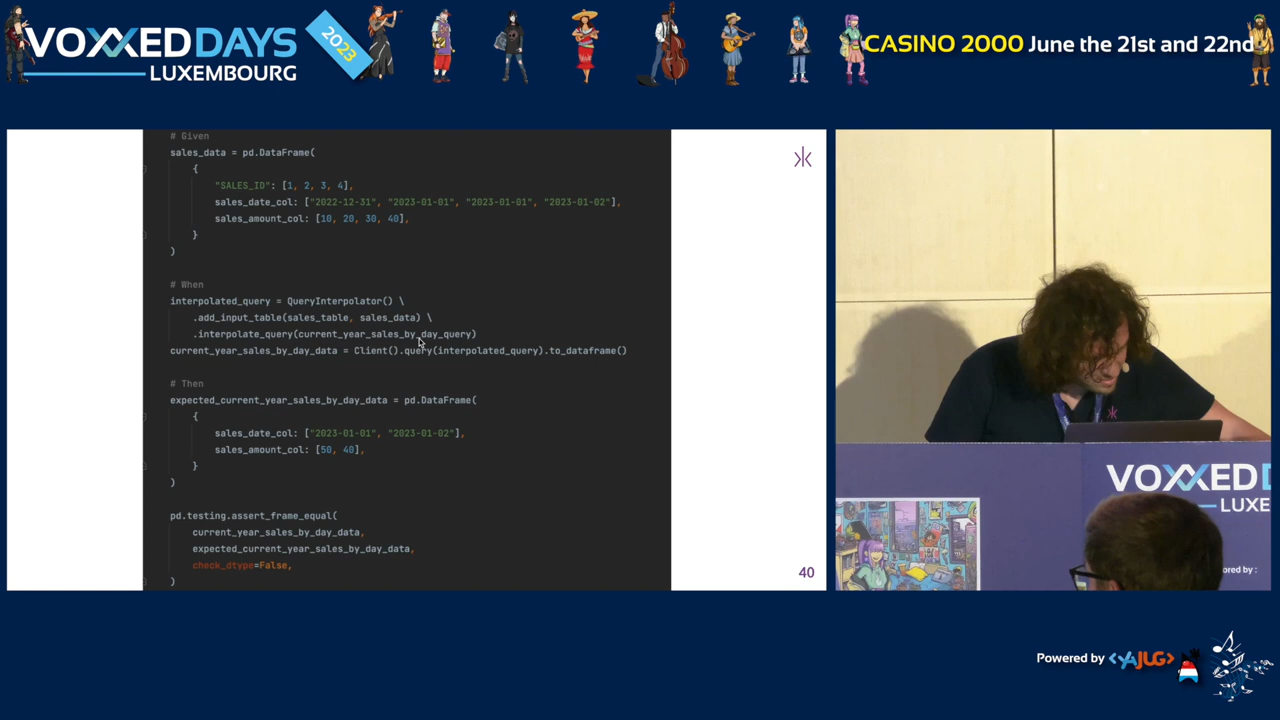 VOXXED DAYS
LUXEMBOURG
2023
CASINO 2000 June the 21st and 22nd
# Given
sales_data = pd.DataFrame(
{
"SALES_ID": [1, 2, 3, 4],
sales_date_col: ["2022-12-31", "2023-01-01", "2023-01-01", "2023-01-02"],
sales_amount_col: [10, 20, 30, 40],
}
)
# When
interpolated_query = QueryInterpolator() \
.add_input_table(sales_table, sales_data) \
.interpolate_query(current_year_sales_by_day_query)
current_year_sales_by_day_data = Client().query(interpolated_query).to_dataframe()
# Then
expected_current_year_sales_by_day_data = pd.DataFrame(
{
sales_date_col: ["2023-01-01", "2023-01-02"],
sales_amount_col: [50, 40],
}
)
pd.testing.assert_frame_equal(
current_year_sales_by_day_data,
expected_current_year_sales_by_day_data,
check_dtype=False,
)
40
VOXXED D
LUXE
ored by :
Powered by <YAJUG>